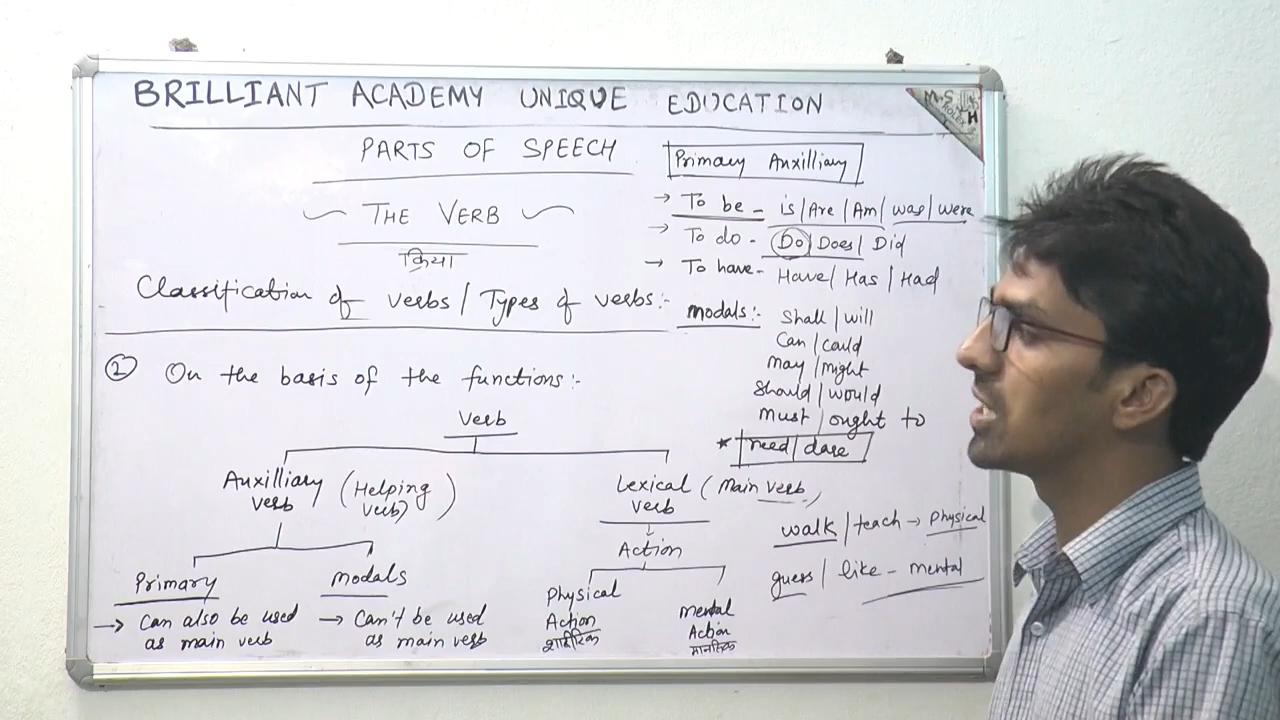 BRILLIANT ACADEMY UNIQUE EDUCATION
PARTS OF SPEECH
THE VERB
क्रिया
Classification of verbs / Types of verbs:-
② On the basis of the functions:-
Verb
Auxilliary verb (Helping verb)
Lexical verb (Main verb)
Action
Primary
→ Can also be used
as main verb
Modals
→ Can't be used
as main verb
Physical
Action
शारीरिक
mental
Action
मानसिक
Primary Auxilliary
→ To be - is/Are/Am/was/were
→ To do - Do/Does/Did
→ To have- Have/Has/Had
modals:- Shall/will
Can/could
may/might
Should/would
must/ought to
* need/dare
walk/teach → Physical
guess/like - mental
M.S
H